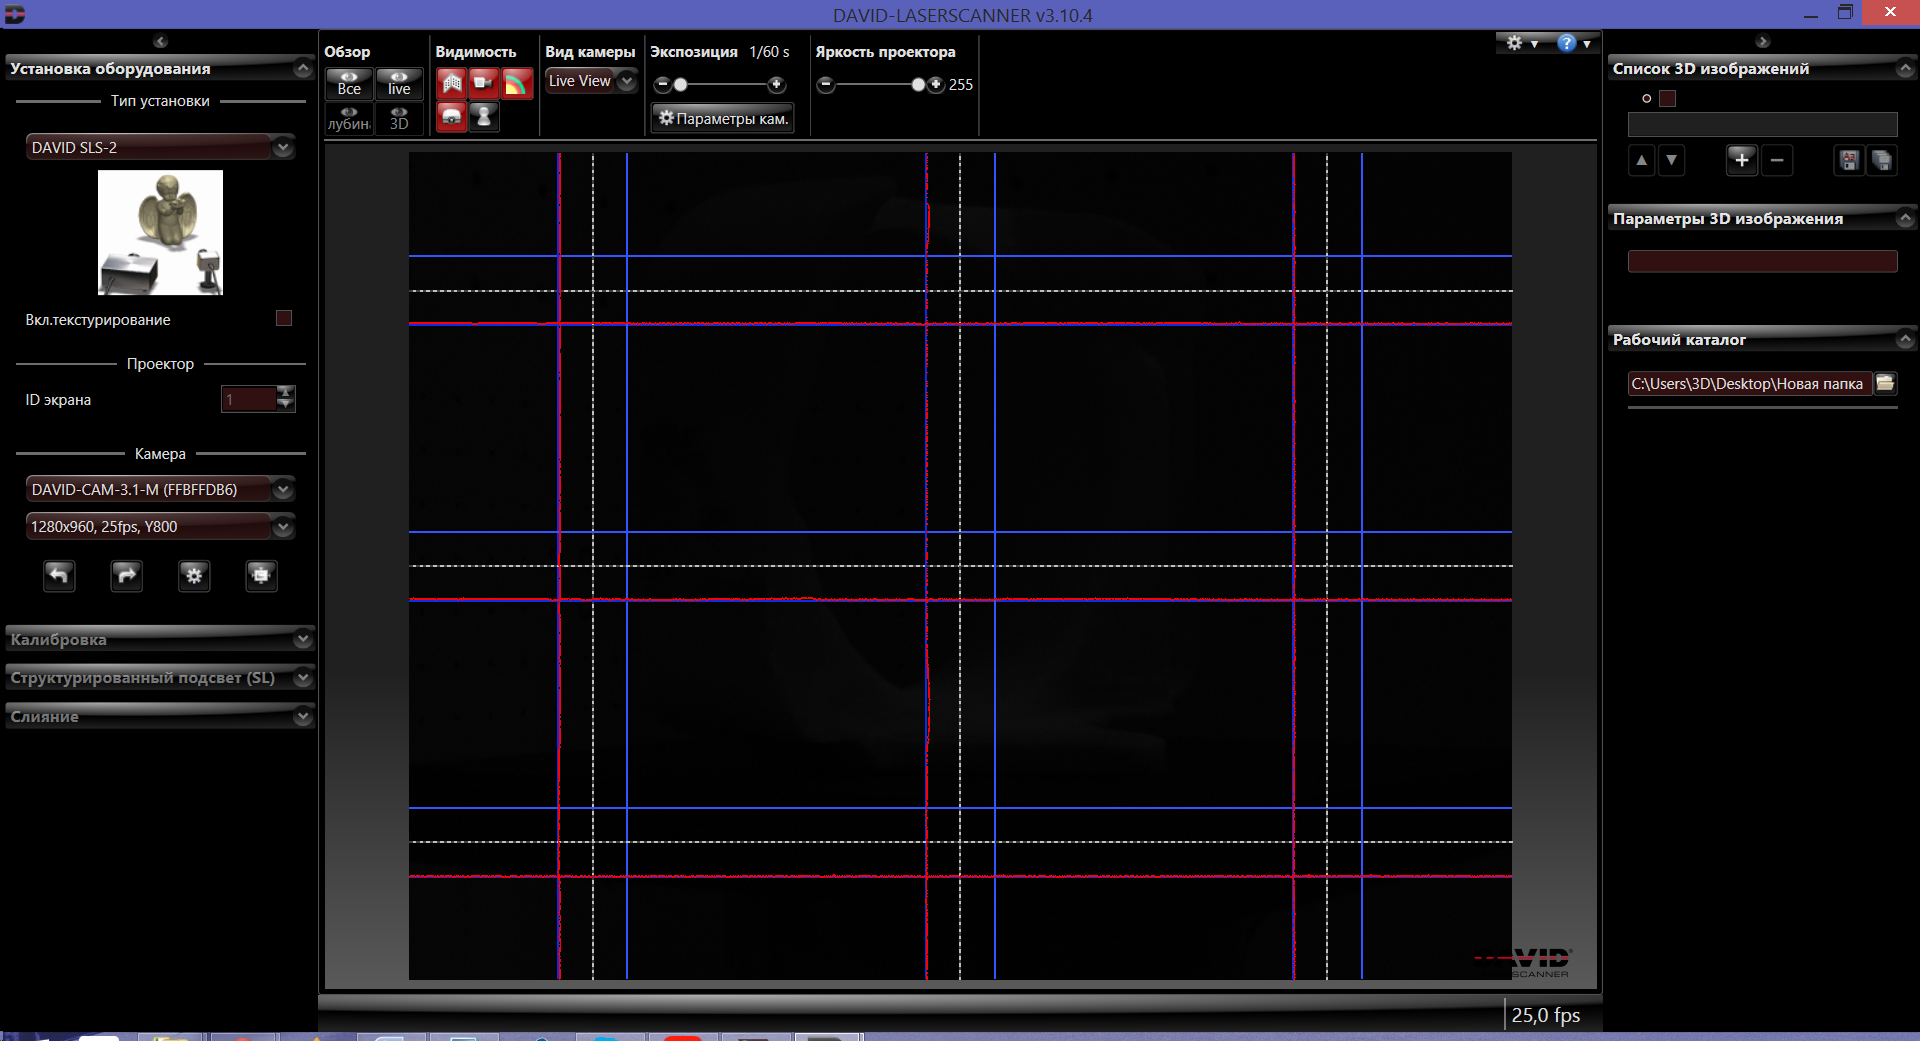 DAVID-LASERSCANNER v3.10.4
Установка оборудования
Тип установки
DAVID SLS-2
Вкл.текстурирование
Проектор
ID экрана
1
Камера
DAVID-CAM-3.1-M (FFBFFDB6)
1280x960, 25fps, Y800
Калибровка
Структурированный подсвет (SL)
Слияние
Обзор
Все
live
лубин
3D
Видимость
Вид камеры
Live View
Экспозиция 1/60 s
Параметры кам.
Яркость проектора
255
DAVID
SCANNER
25,0 fps
Список 3D изображений
Параметры 3D изображения
Рабочий каталог
C:\Users\3D\Desktop\Новая папка